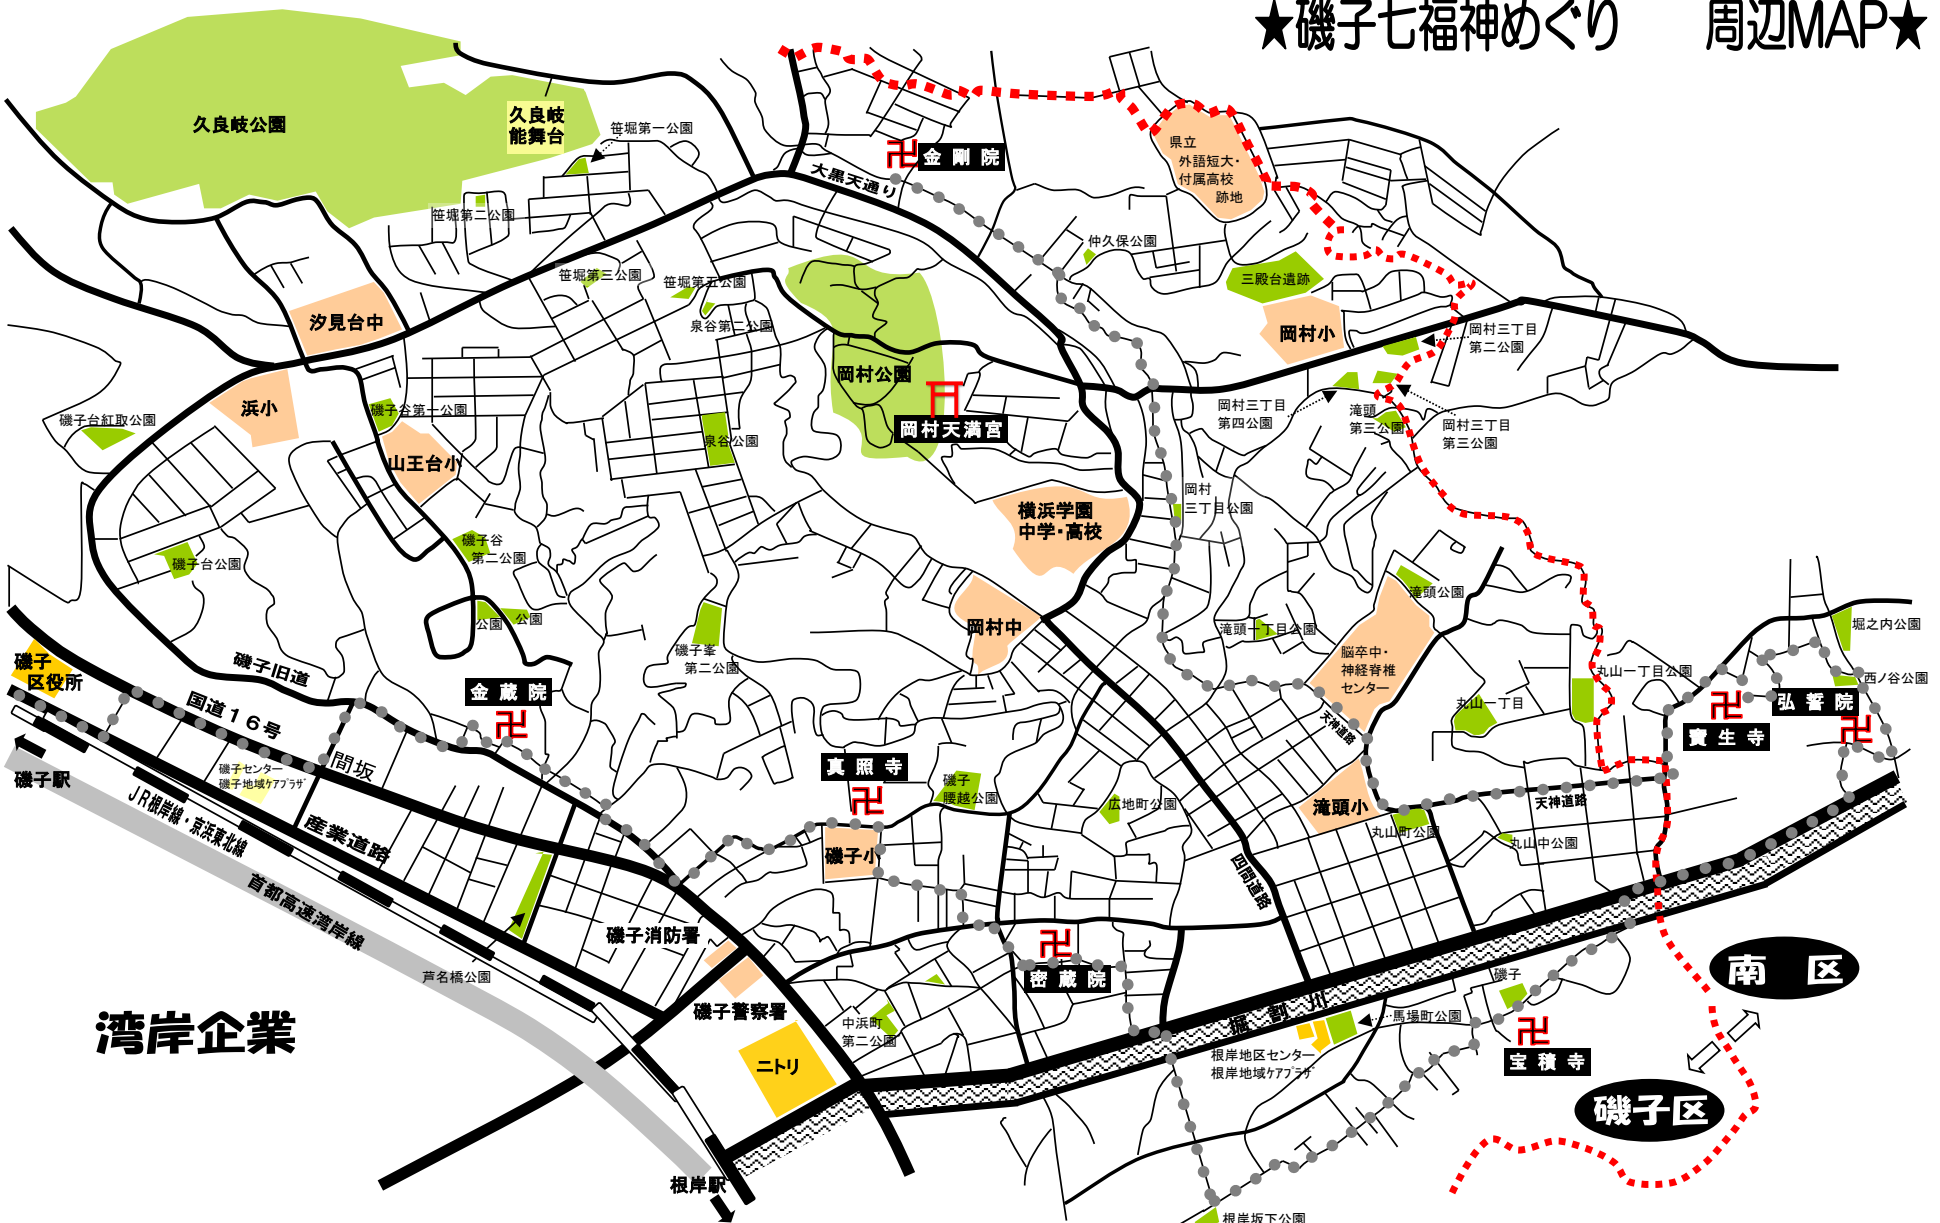 ★磯子七福神めぐり　周辺MAP★
久良岐公園
久良岐
能舞台
笹堀第一公園
笹堀第二公園
大黒天通り
金剛院
県立
外語短大・
付属高校
跡地
仲久保公園
三殿台遺跡
笹堀第三公園
笹堀第五公園
泉谷第二公園
汐見台中
岡村小
岡村三丁目
第二公園
岡村公園
岡村天満宮
浜小
磯子台紅取公園
磯子谷第一公園
泉谷公園
岡村三丁目
第四公園
滝頭
第三公園
岡村三丁目
第三公園
山王台小
横浜学園
中学・高校
岡村
三丁目公園
磯子谷
第二公園
磯子台公園
公園
公園
滝頭公園
岡村中
滝頭一丁目公園
堀之内公園
磯子峯
第二公園
脳卒中・
神経脊椎
センター
丸山一丁目公園
西ノ谷公園
磯子
区役所
磯子旧道
国道１６号
金蔵院
丸山一丁目
弘誓院
寳生寺
天神道路
間坂
真照寺
磯子駅
磯子センター
磯子地域ケアプラザ
磯子
腰越公園
広地町公園
滝頭小
天神道路
丸山町公園
丸山中公園
ＪＲ根岸線・京浜東北線
産業道路
磯子小
四間道路
首都高速湾岸線
磯子消防署
芦名橋公園
密蔵院
南区
磯子
磯子警察署
中浜町
第二公園
堀割川
馬場町公園
湾岸企業
ニトリ
根岸地区センター
根岸地域ケアプラザ
宝積寺
磯子区
根岸駅
根岸坂下公園